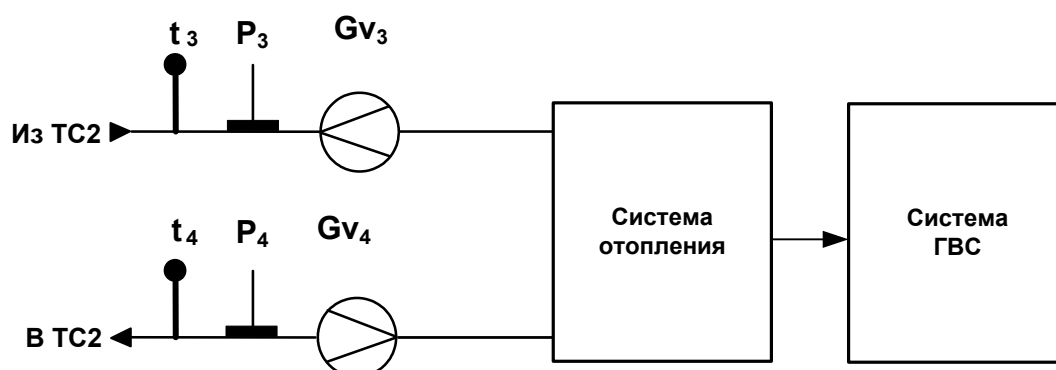 t 3 P3 Gv3
Из ТС2
Система
отопления
Система
ГВС
t 4 P4 Gv4
В ТС2